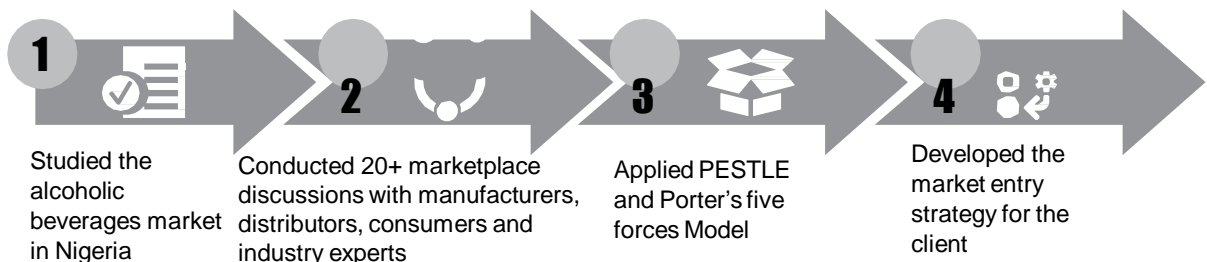 1
Studied the
alcoholic
beverages market
in Nigeria
2
Conducted 20+ marketplace
discussions with manufacturers,
distributors, consumers and
industry experts
3
Applied PESTLE
and Porter's five
forces Model
4
Developed the
market entry
strategy for the
client